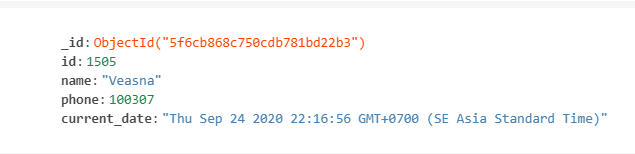 _id: ObjectId("5f6cb868c750cdb781bd22b3")
id: 1505
name: "Veasna"
phone: 100307
current_date: "Thu Sep 24 2020 22:16:56 GMT+0700 (SE Asia Standard Time)"